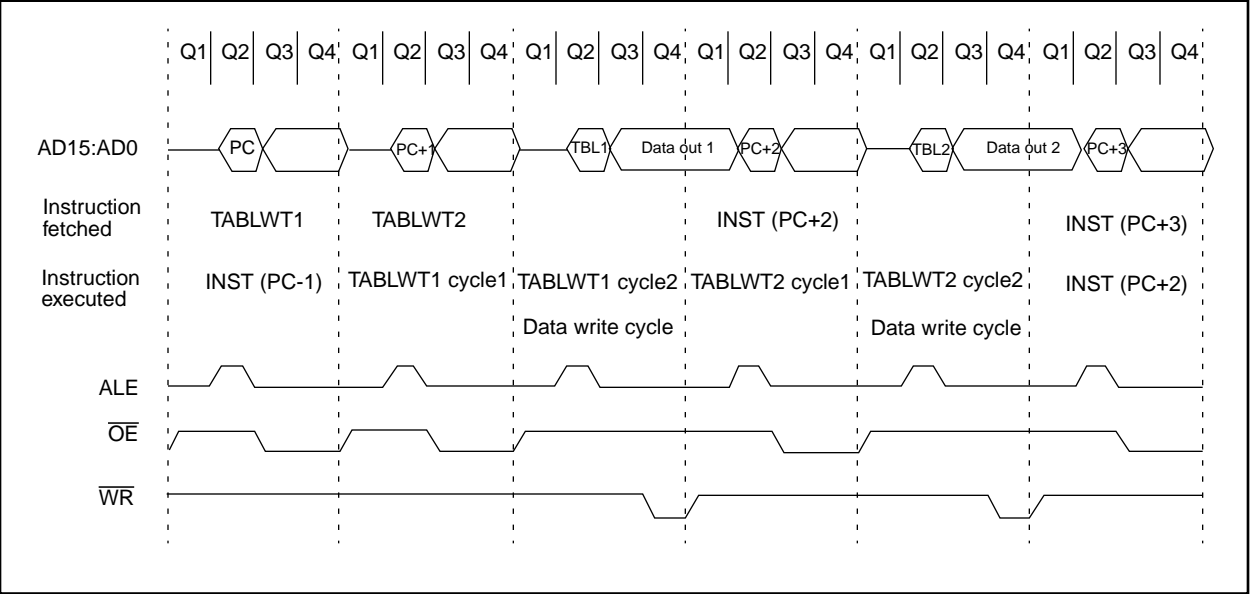 Q1 Q2 Q3 Q4 Q1 Q2 Q3 Q4 Q1 Q2 Q3 Q4 Q1 Q2 Q3 Q4 Q1 Q2 Q3 Q4 Q1 Q2 Q3 Q4
AD15:AD0 PC PC+1 TBL1 Data out 1 PC+2 TBL2 Data out 2 PC+3
Instruction
fetched TABLWT1 TABLWT2 INST (PC+2) INST (PC+3)
Instruction
executed INST (PC-1) TABLWT1 cycle1 TABLWT1 cycle2 TABLWT2 cycle1 TABLWT2 cycle2 INST (PC+2)
Data write cycle Data write cycle
ALE
OE
WR